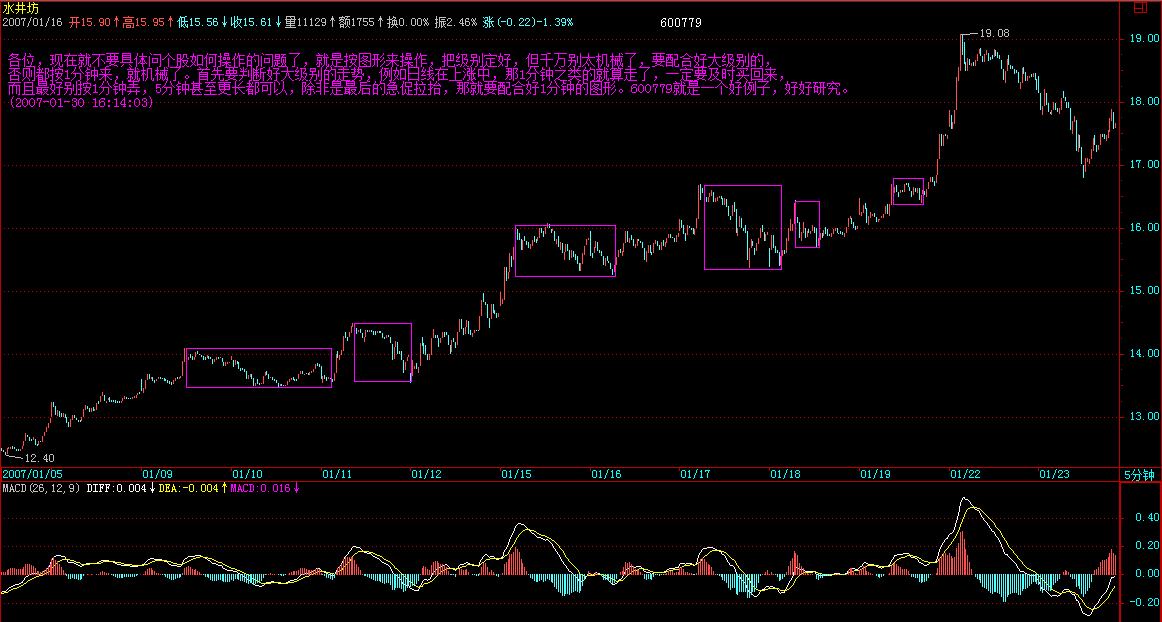 水井坊
2007/01/16 开15.90↑高15.95↑低15.56↓收15.61↓量11129↑额1755↑换0.00% 振2.46% 涨(-0.22)-1.39% 600779
19.08
19.00
各位，现在就不要具体问个股如何操作的问题了，就是按图形来操作，把级别定好，但千万别太机械了，要配合好大级别的，
否则都按1分钟来，就机械了。首先要判断好大级别的走势，例如日线在上涨中，那1分钟之类的就算走了，一定要及时买回来，
而且最好别按1分钟弄，5分钟甚至更长都可以，除非是最后的急促拉抬，那就要配合好1分钟的图形。600779就是一个好例子，好好研究。
(2007-01-30 16:14:03)
18.00
17.00
16.00
15.00
14.00
13.00
12.40
2007/01/05 01/09 01/10 01/11 01/12 01/15 01/16 01/17 01/18 01/19 01/22 01/23 5分钟
MACD(26,12,9) DIFF:0.004↓DEA:-0.004↑MACD:0.016↓
0.40
0.20
0.00
-0.20